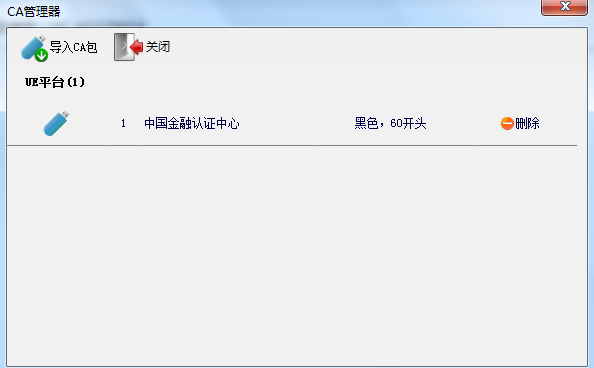 CA管理器
导入CA包 关闭
UE平台(1)
1 中国金融认证中心 黑色，60开头 删除